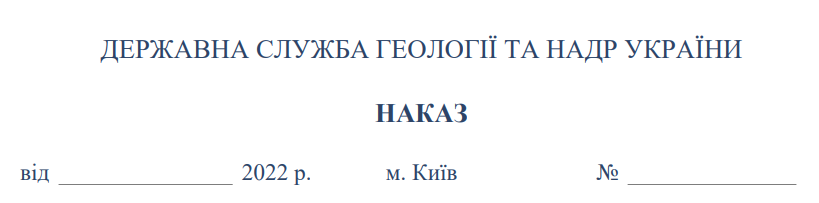 ДЕРЖАВНА СЛУЖБА ГЕОЛОГІЇ ТА НАДР УКРАЇНИ
НАКАЗ
від _______________ 2022 р. м. Київ № _______________